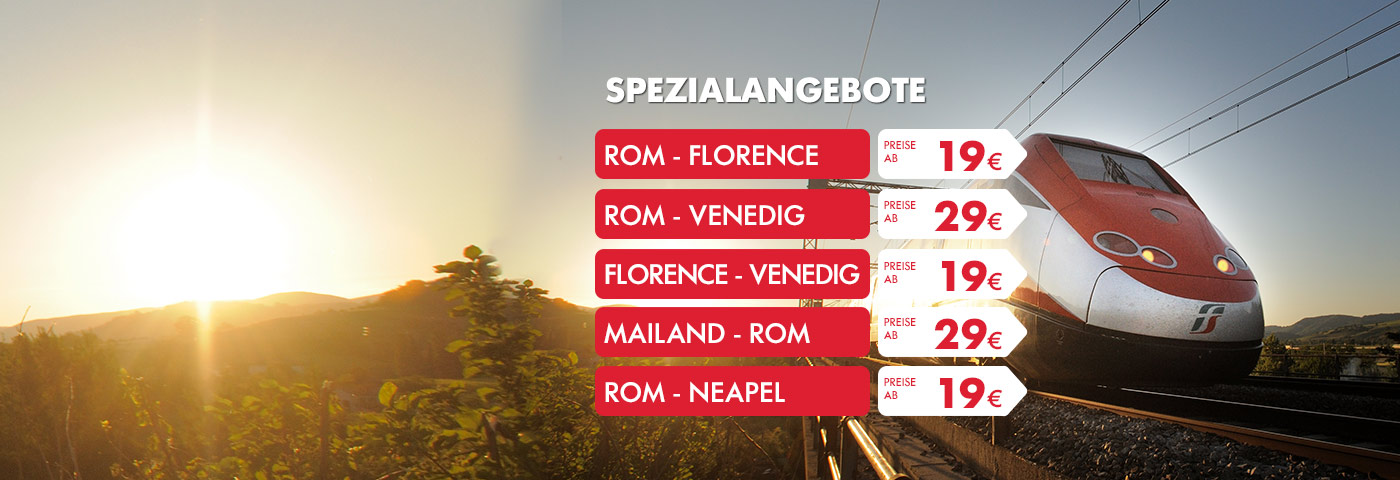 SPEZIALANGEBOTE
ROM - FLORENCE PREISE AB 19€
ROM - VENEDIG PREISE AB 29€
FLORENCE - VENEDIG PREISE AB 19€
MAILAND - ROM PREISE AB 29€
ROM - NEAPEL PREISE AB 19€